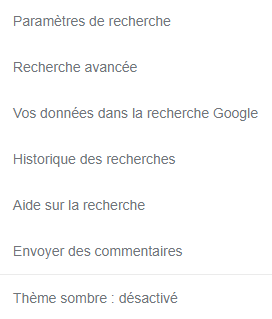 Paramètres de recherche
Recherche avancée
Vos données dans la recherche Google
Historique des recherches
Aide sur la recherche
Envoyer des commentaires
Thème sombre : désactivé